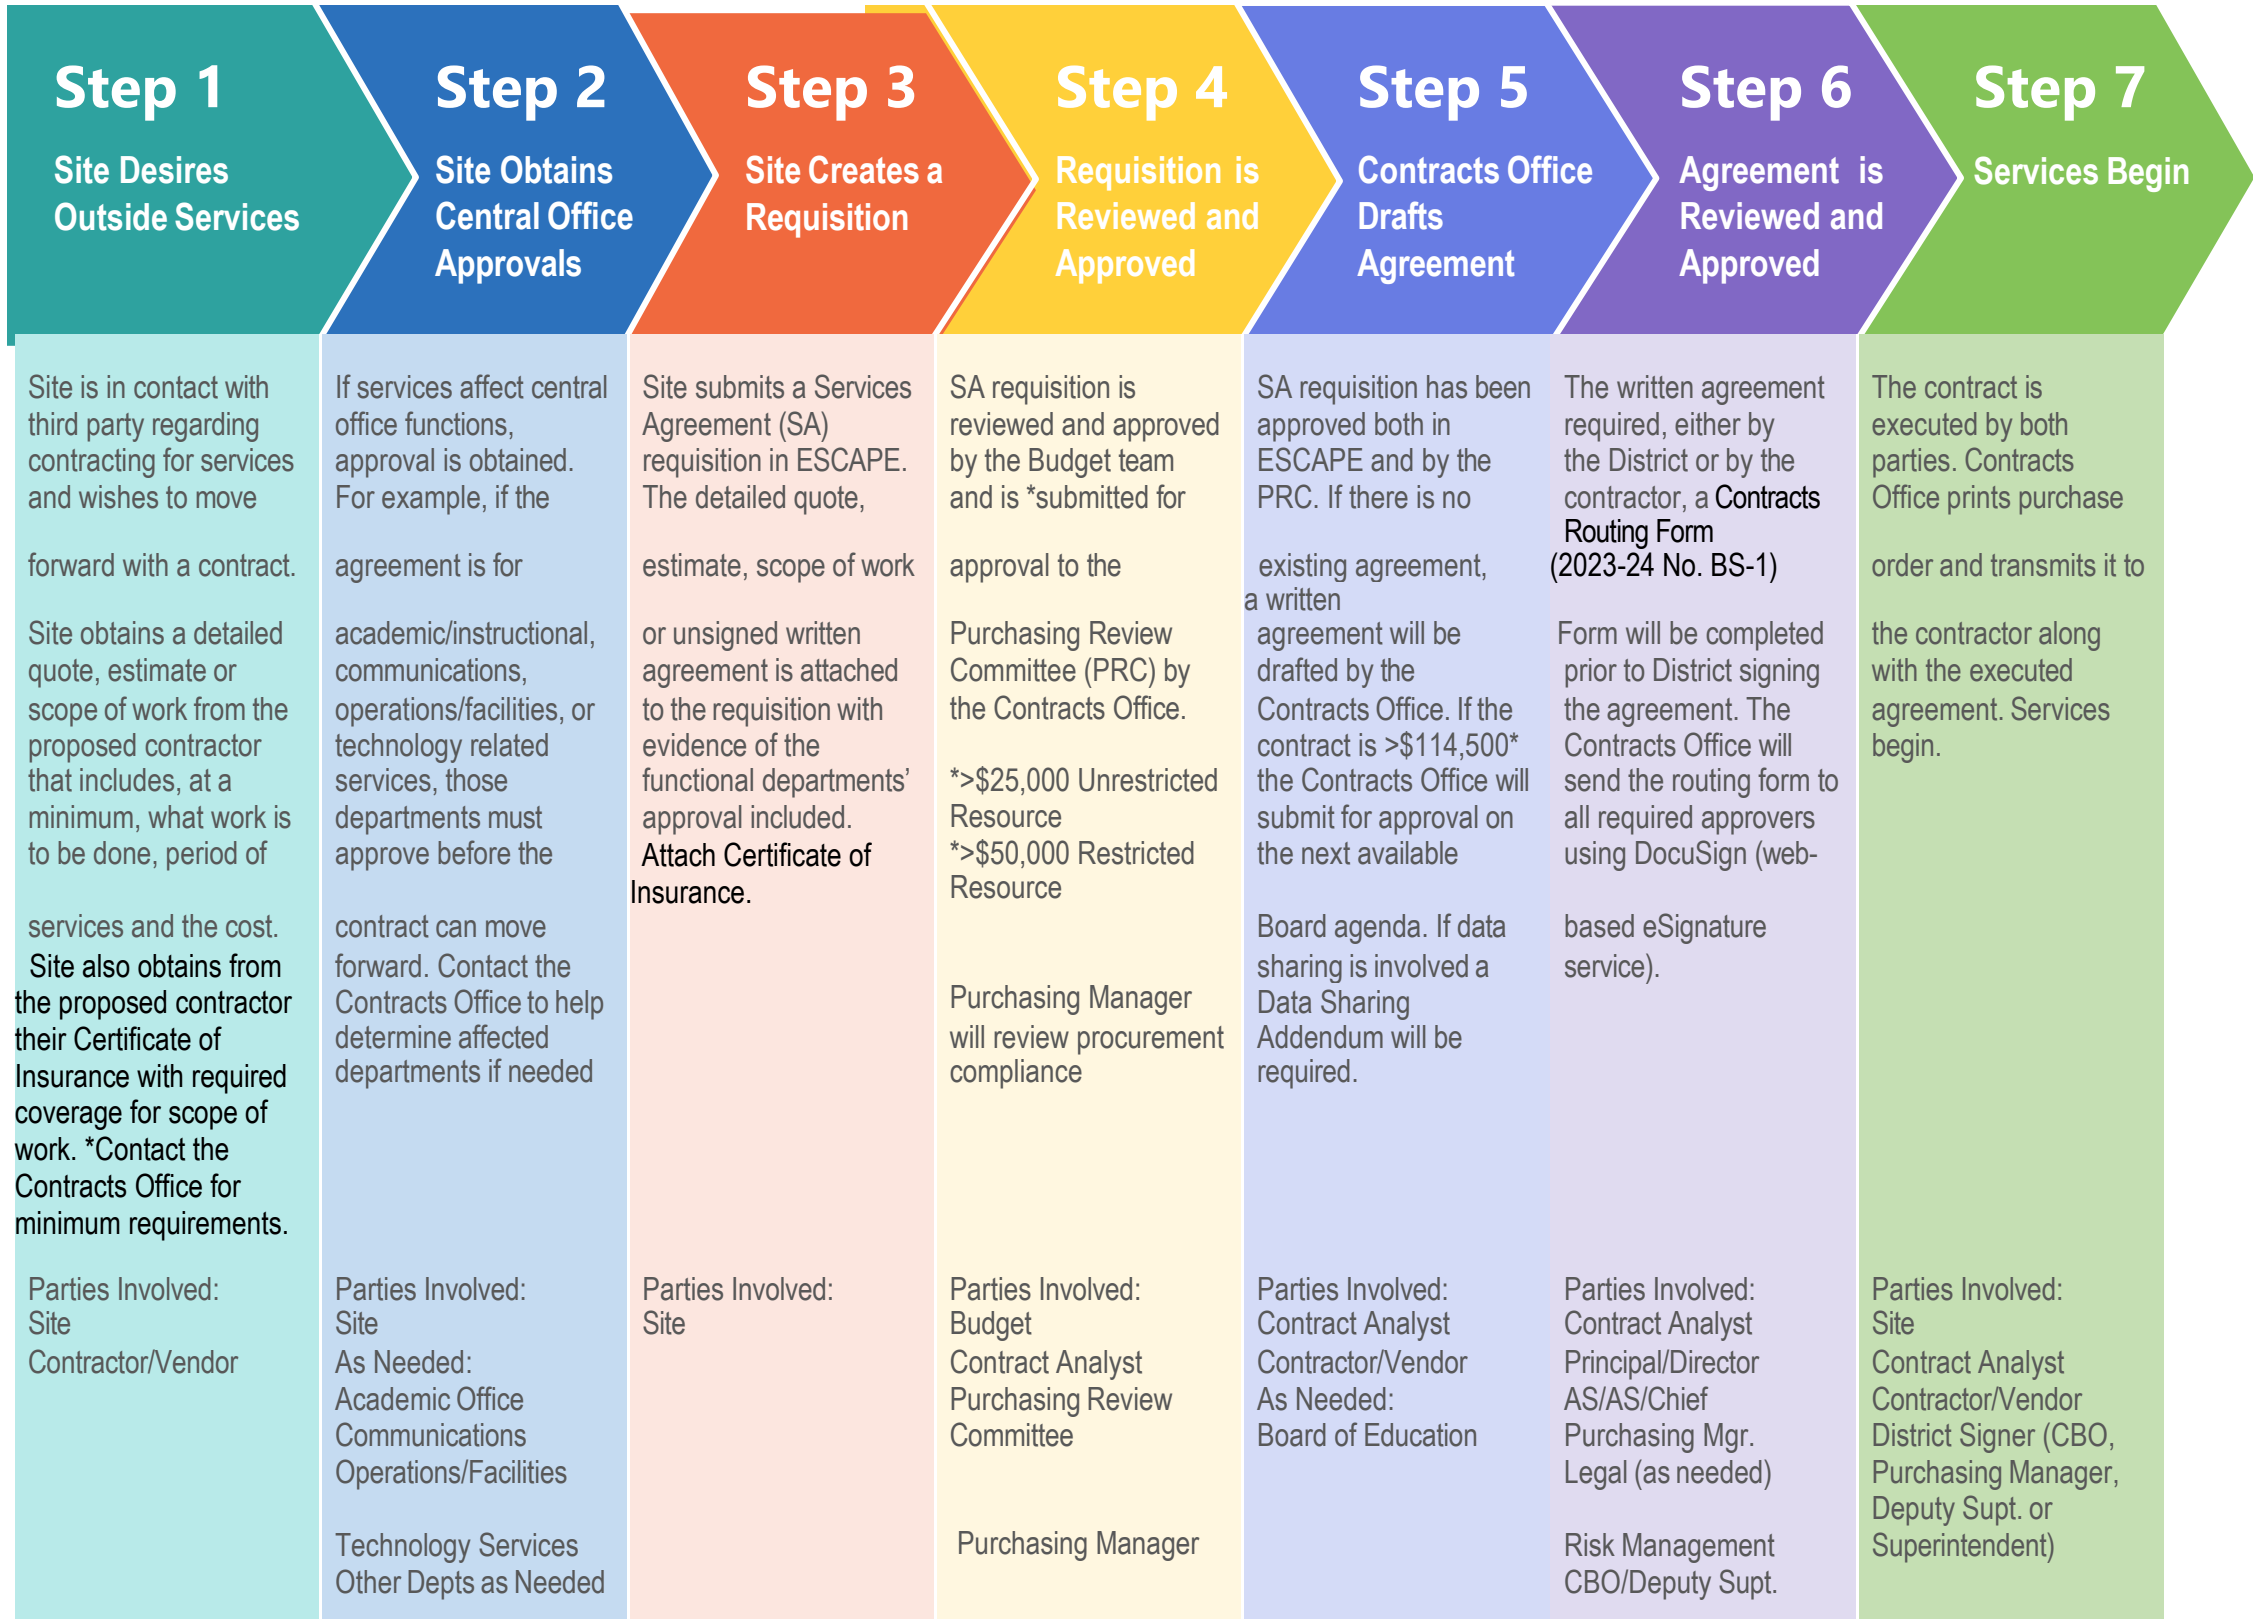 Step 1
Site Desires
Outside Services
Step 2
Site Obtains
Central Office
Approvals
Step 3
Site Creates a
Requisition
Step 4
Requisition is
Reviewed and
Approved
Step 5
Contracts Office
Drafts
Agreement
Step 6
Agreement is
Reviewed and
Approved
Step 7
Services Begin
Site is in contact with
third party regarding
contracting for services
and wishes to move
forward with a contract.
Site obtains a detailed
quote, estimate or
scope of work from the
proposed contractor
that includes, at a
minimum, what work is
to be done, period of
services and the cost.
Site also obtains from
the proposed contractor
their Certificate of
Insurance with required
coverage for scope of
work. *Contact the
Contracts Office for
minimum requirements.
Parties Involved:
Site
Contractor/Vendor
If services affect central
office functions,
approval is obtained.
For example, if the
agreement is for
academic/instructional,
communications,
operations/facilities, or
technology related
services, those
departments must
approve before the
contract can move
forward. Contact the
Contracts Office to help
determine affected
departments if needed
Parties Involved:
Site
As Needed:
Academic Office
Communications
Operations/Facilities
Technology Services
Other Depts as Needed
Site submits a Services
Agreement (SA)
requisition in ESCAPE.
The detailed quote,
estimate, scope of work
or unsigned written
agreement is attached
to the requisition with
evidence of the
functional departments’
approval included.
Attach Certificate of
Insurance.
Parties Involved:
Site
SA requisition is
reviewed and approved
by the Budget team
and is *submitted for
approval to the
Purchasing Review
Committee (PRC) by
the Contracts Office.
*>$25,000 Unrestricted
Resource
*>$50,000 Restricted
Resource
Purchasing Manager
will review procurement
compliance
Parties Involved:
Budget
Contract Analyst
Purchasing Review
Committee
Purchasing Manager
SA requisition has been
approved both in
ESCAPE and by the
PRC. If there is no
existing agreement,
a written
agreement will be
drafted by the
Contracts Office. If the
contract is >$114,500*
the Contracts Office will
submit for approval on
the next available
Board agenda. If data
sharing is involved a
Data Sharing
Addendum will be
required.
Parties Involved:
Contract Analyst
Contractor/Vendor
As Needed:
Board of Education
The written agreement
required, either by
the District or by the
contractor, a Contracts
Routing Form
(2023-24 No. BS-1)
Form will be completed
prior to District signing
the agreement. The
Contracts Office will
send the routing form to
all required approvers
using DocuSign (web-
based eSignature
service).
Parties Involved:
Contract Analyst
Principal/Director
AS/AS/Chief
Purchasing Mgr.
Legal (as needed)
Risk Management
CBO/Deputy Supt.
The contract is
executed by both
parties. Contracts
Office prints purchase
order and transmits it to
the contractor along
with the executed
agreement. Services
begin.
Parties Involved:
Site
Contract Analyst
Contractor/Vendor
District Signer (CBO,
Purchasing Manager,
Deputy Supt. or
Superintendent)